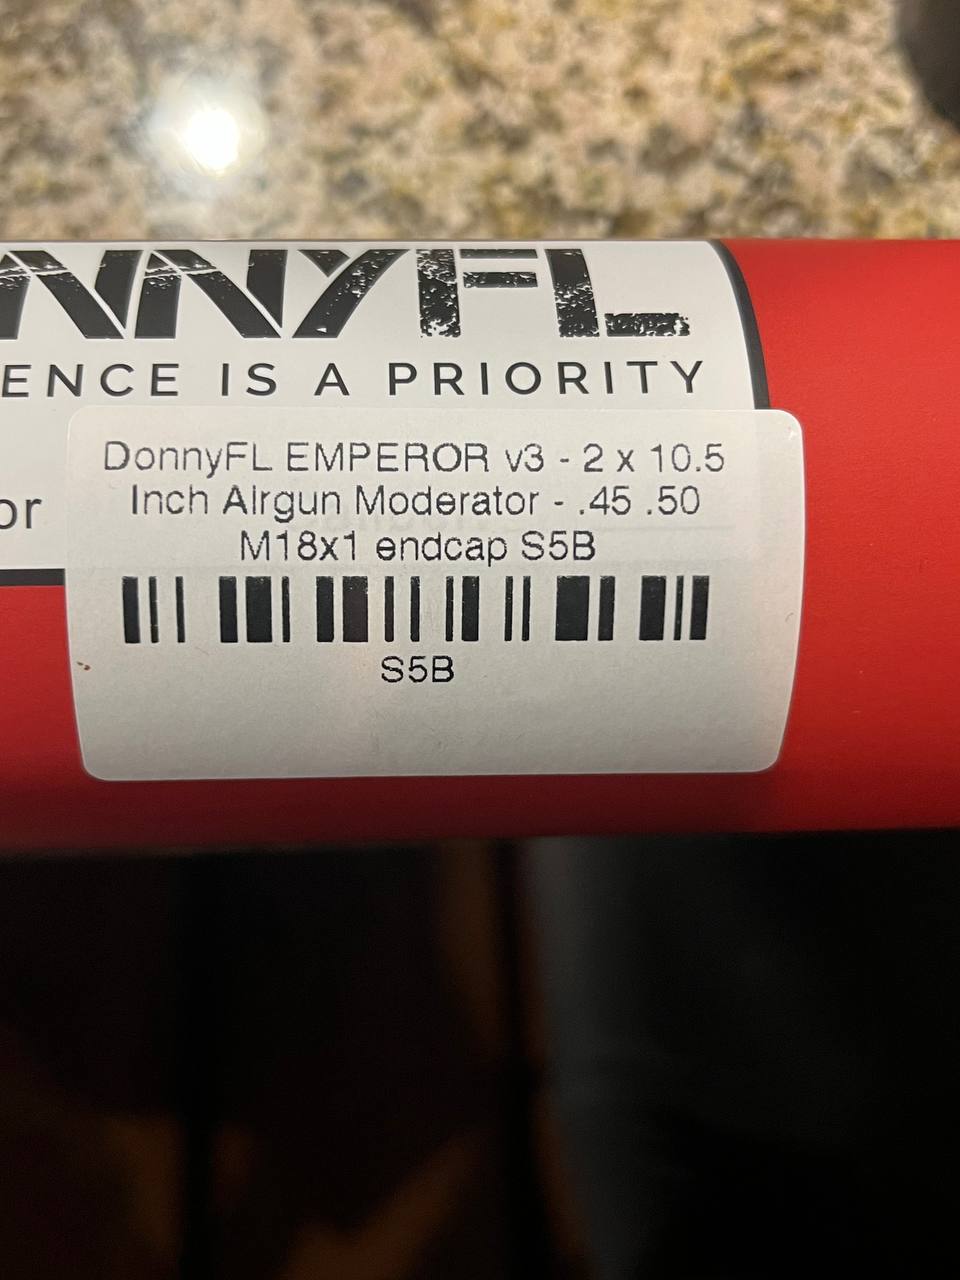 NNYFL
ENCE IS A PRIORITY
DonnyFL EMPEROR v3 - 2 x 10.5
Inch Airgun Moderator - .45 .50
or
M18x1 endcap S5B
S5B